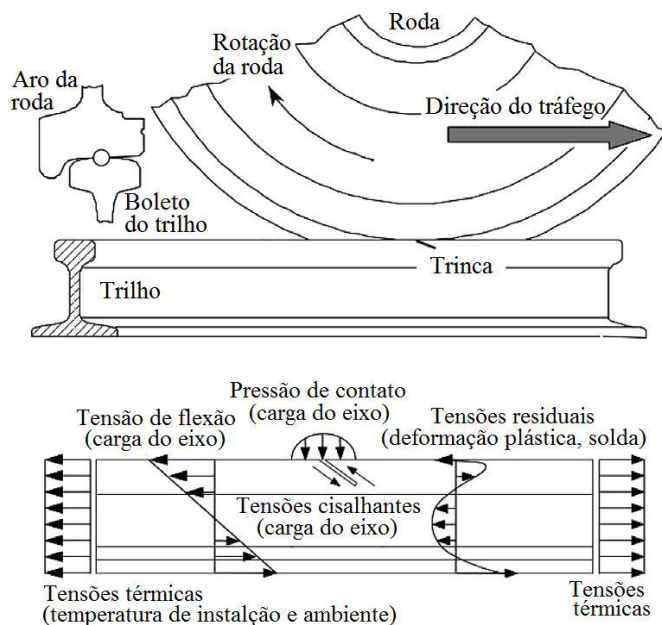 Roda
Rotação
da roda
Aro da
roda
Direção do tráfego
Boleto
do trilho
Trinca
Trilho
Pressão de contato
(carga do eixo)
Tensão de flexão
(carga do eixo)
Tensões residuais
(deformação plástica, solda)
Tensões cisalhantes
(carga do eixo)
Tensões térmicas
(temperatura de instalção e ambiente)
Tensões
térmicas